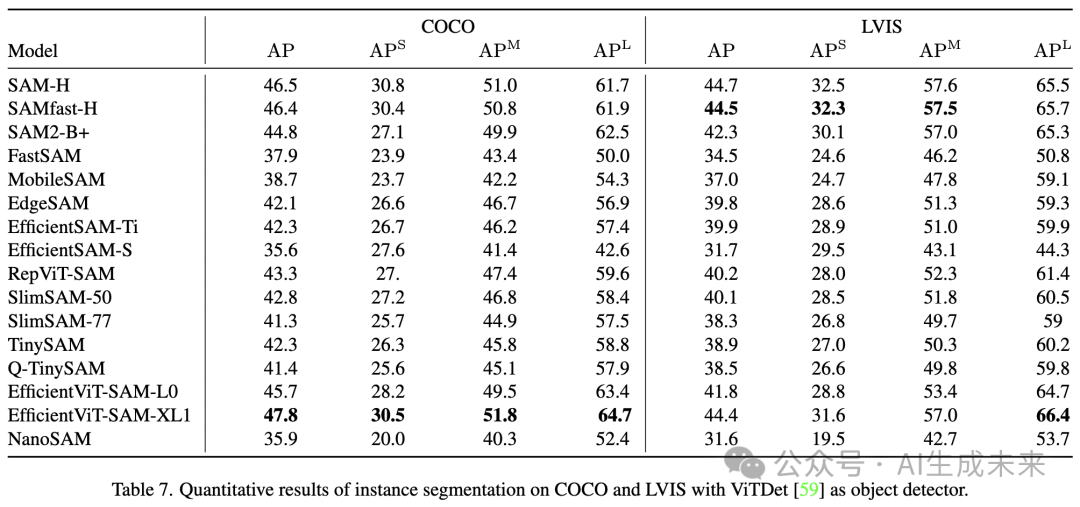 COCO LVIS
Model AP APS APM APL AP APS APM APL
SAM-H 46.5 30.8 51.0 61.7 44.7 32.5 57.6 65.5
SAMfast-H 46.4 30.4 50.8 61.9 44.5 32.3 57.5 65.7
SAM2-B+ 44.8 27.1 49.9 62.5 42.3 30.1 57.0 65.3
FastSAM 37.9 23.9 43.4 50.0 34.5 24.6 46.2 50.8
MobileSAM 38.7 23.7 42.2 54.3 37.0 24.7 47.8 59.1
EdgeSAM 42.1 26.6 46.7 56.9 39.8 28.6 51.3 59.3
EfficientSAM-Ti 42.3 26.7 46.2 57.4 39.9 28.9 51.0 59.9
EfficientSAM-S 35.6 27.6 41.4 42.6 31.7 29.5 43.1 44.3
RepViT-SAM 43.3 27. 47.4 59.6 40.2 28.0 52.3 61.4
SlimSAM-50 42.8 27.2 46.8 58.4 40.1 28.5 51.8 60.5
SlimSAM-77 41.3 25.7 44.9 57.5 38.3 26.8 49.7 59
TinySAM 42.3 26.3 45.8 58.8 38.9 27.0 50.3 60.2
Q-TinySAM 41.4 25.6 45.1 57.9 38.5 26.6 49.8 59.8
EfficientViT-SAM-L0 45.7 28.2 49.5 63.4 41.8 28.8 53.4 64.7
EfficientViT-SAM-XL1 47.8 30.5 51.8 64.7 44.4 31.6 57.0 66.4
NanoSAM 35.9 20.0 40.3 52.4 31.6 19.5 42.7 53.7
公众号 · AI生成未来
Table 7. Quantitative results of instance segmentation on COCO and LVIS with ViTDet [59] as object detector.